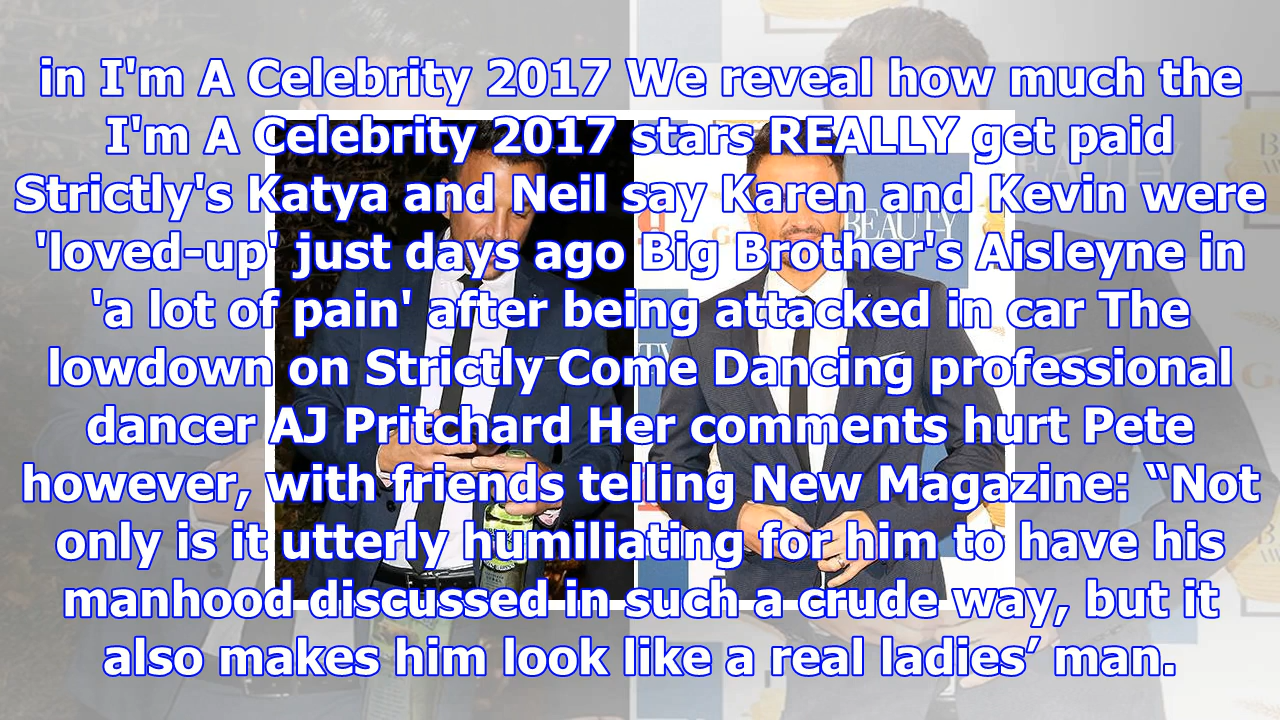 in I'm A Celebrity 2017 We reveal how much the
I'm A Celebrity 2017 stars REALLY get paid
Strictly's Katya and Neil say Karen and Kevin were
'loved-up' just days ago Big Brother's Aisleyne in
'a lot of pain' after being attacked in car The
lowdown on Strictly Come Dancing professional
dancer AJ Pritchard Her comments hurt Pete
however, with friends telling New Magazine: “Not
only is it utterly humiliating for him to have his
manhood discussed in such a crude way, but it
also makes him look like a real ladies’ man.
BEAUTY